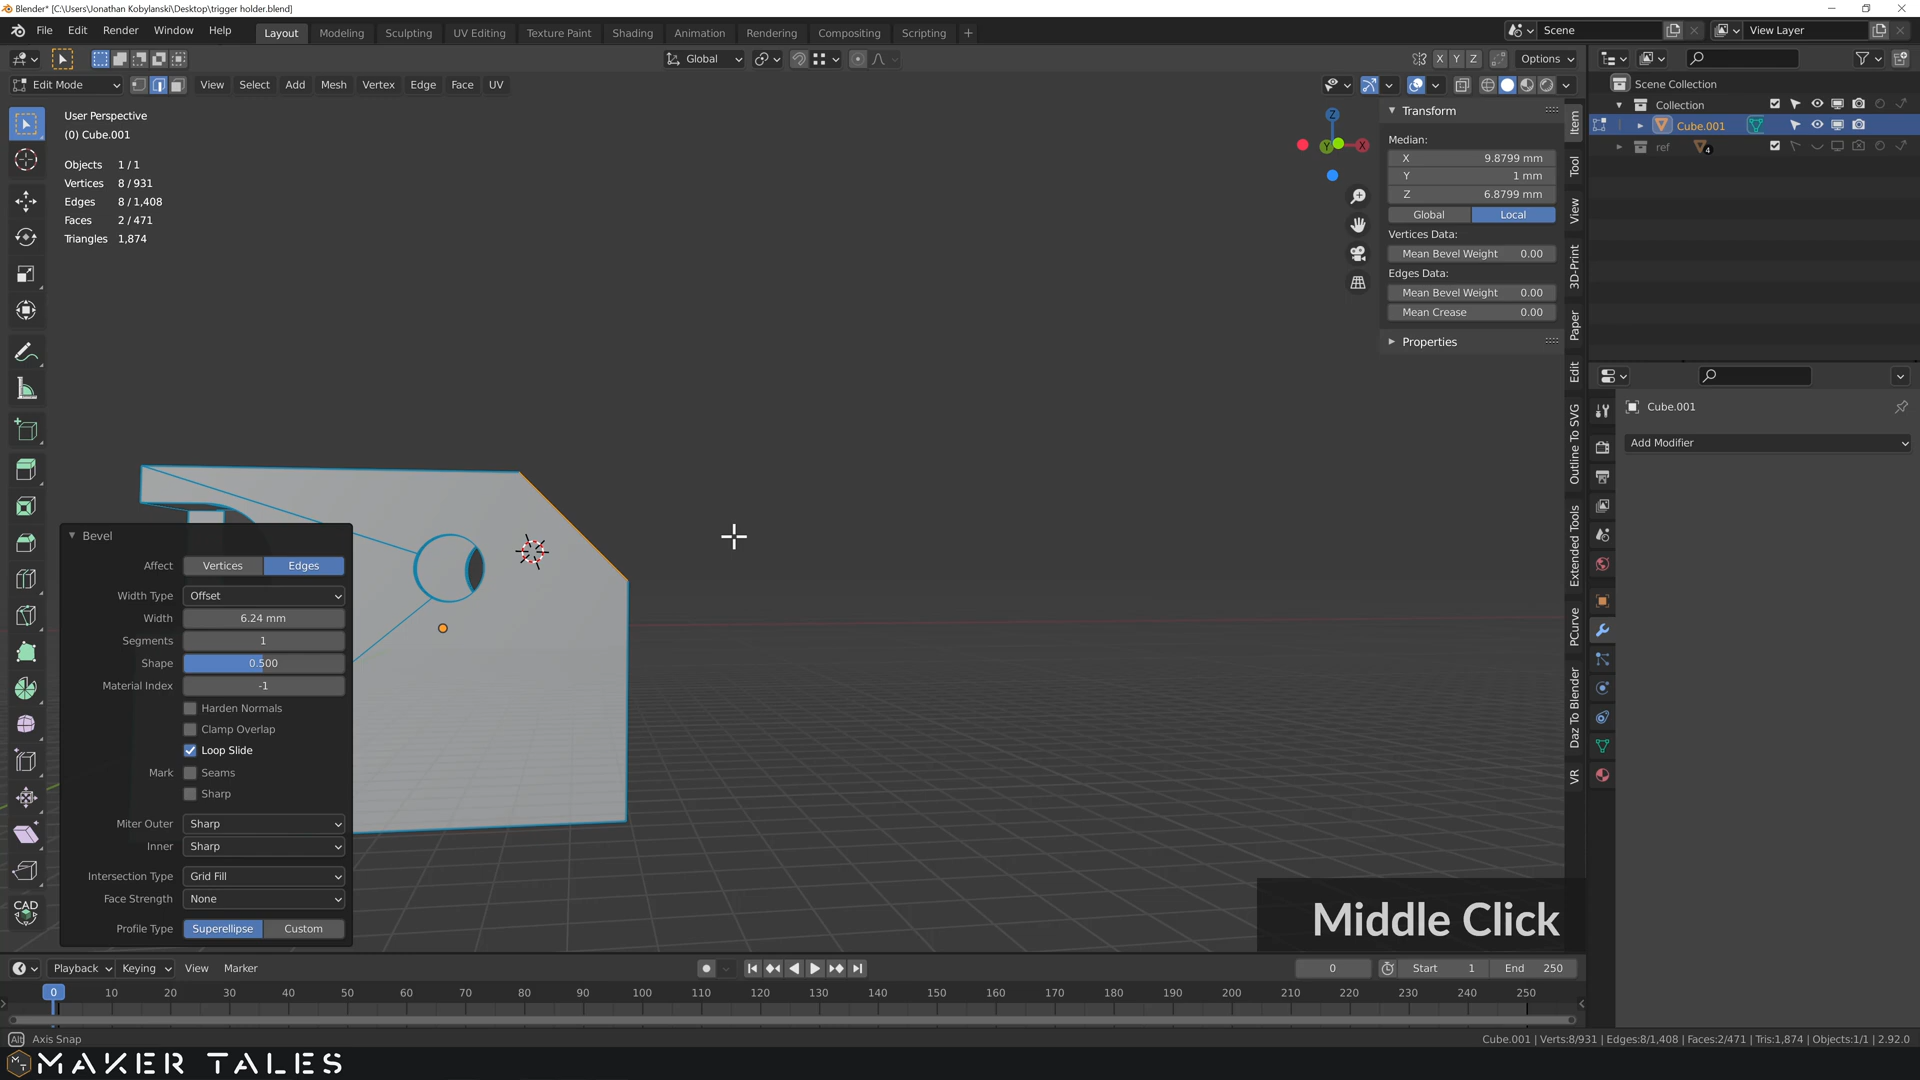 Blender* [C:\Users\Jonathan Kobylanski\Desktop\trigger holder.blend]
File Edit Render Window Help Layout Modeling Sculpting UV Editing Texture Paint Shading Animation Rendering Compositing Scripting + Scene View Layer
Global X Y Z Options
Edit Mode View Select Add Mesh Vertex Edge Face UV
User Perspective
(0) Cube.001
Objects 1 / 1
Vertices 8 / 931
Edges 8 / 1,408
Faces 2 / 471
Triangles 1,874
Z
Y
X
Transform
Median:
X 9.8799 mm
Y 1 mm
Z 6.8799 mm
Global Local
Vertices Data:
Mean Bevel Weight 0.00
Edges Data:
Mean Bevel Weight 0.00
Mean Crease 0.00
Properties
Item
Tool
View
3D-Print
Paper
Edit
Outline To SVG
Extended Tools
PCurve
Daz To Blender
VR
Scene Collection
Collection
Cube.001
ref 4
Cube.001
Add Modifier
CAD
Bevel
Affect Vertices Edges
Width Type Offset
Width 6.24 mm
Segments 1
Shape 0.500
Material Index -1
Harden Normals
Clamp Overlap
Loop Slide
Mark Seams
Sharp
Miter Outer Sharp
Inner Sharp
Intersection Type Grid Fill
Face Strength None
Profile Type Superellipse Custom
Middle Click
Playback Keying View Marker 0 Start 1 End 250
0 10 20 30 40 50 60 70 80 90 100 110 120 130 140 150 160 170 180 190 200 210 220 230 240 250
Alt Axis Snap
Cube.001 | Verts:8/931 | Edges:8/1,408 | Faces:2/471 | Tris:1,874 | Objects:1/1 | 2.92.0
MT MAKER TALES